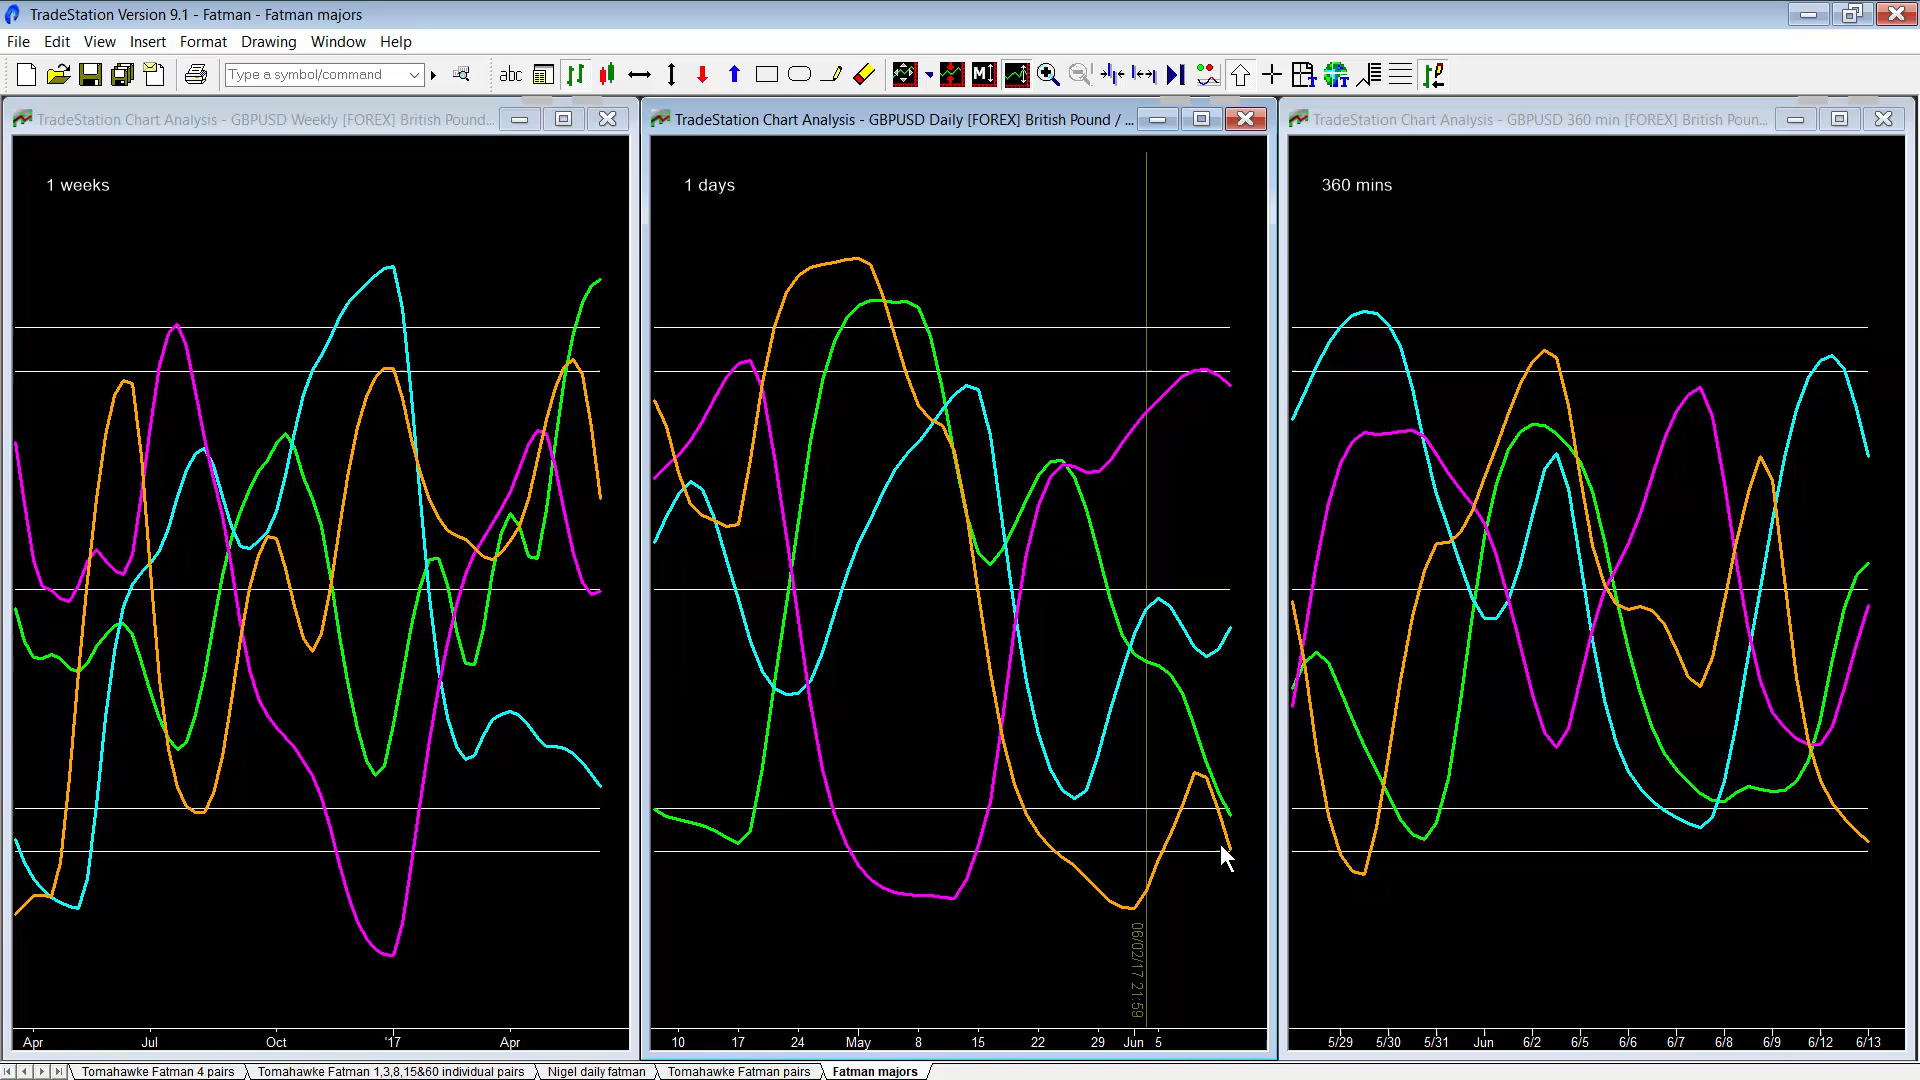 TradeStation Version 9.1 - Fatman - Fatman majors
File Edit View Insert Format Drawing Window Help
Type a symbol/command
abc
TradeStation Chart Analysis - GBPUSD Weekly [FOREX] British Pound...
TradeStation Chart Analysis - GBPUSD Daily [FOREX] British Pound / ...
TradeStation Chart Analysis - GBPUSD 360 min [FOREX] British Poun...
1 weeks
1 days
360 mins
06/02/17 21:59
Apr Jul Oct '17 Apr
10 17 24 May 8 15 22 29 Jun 5
5/29 5/30 5/31 Jun 6/2 6/5 6/6 6/7 6/8 6/9 6/12 6/13
Tomahawke Fatman 4 pairs Tomahawke Fatman 1,3,8,15&60 individual pairs Nigel daily fatman Tomahawke Fatman pairs Fatman majors